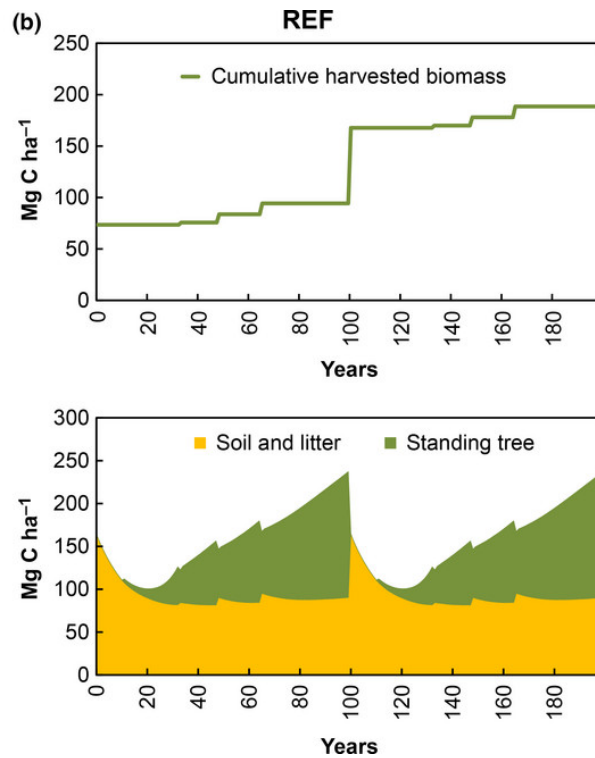 (b)
REF
Cumulative harvested biomass
Mg C ha⁻¹
250
200
150
100
50
0
0 20 40 60 80 100 120 140 160 180
Years
Soil and litter Standing tree
Mg C ha⁻¹
300
250
200
150
100
50
0
0 20 40 60 80 100 120 140 160 180
Years